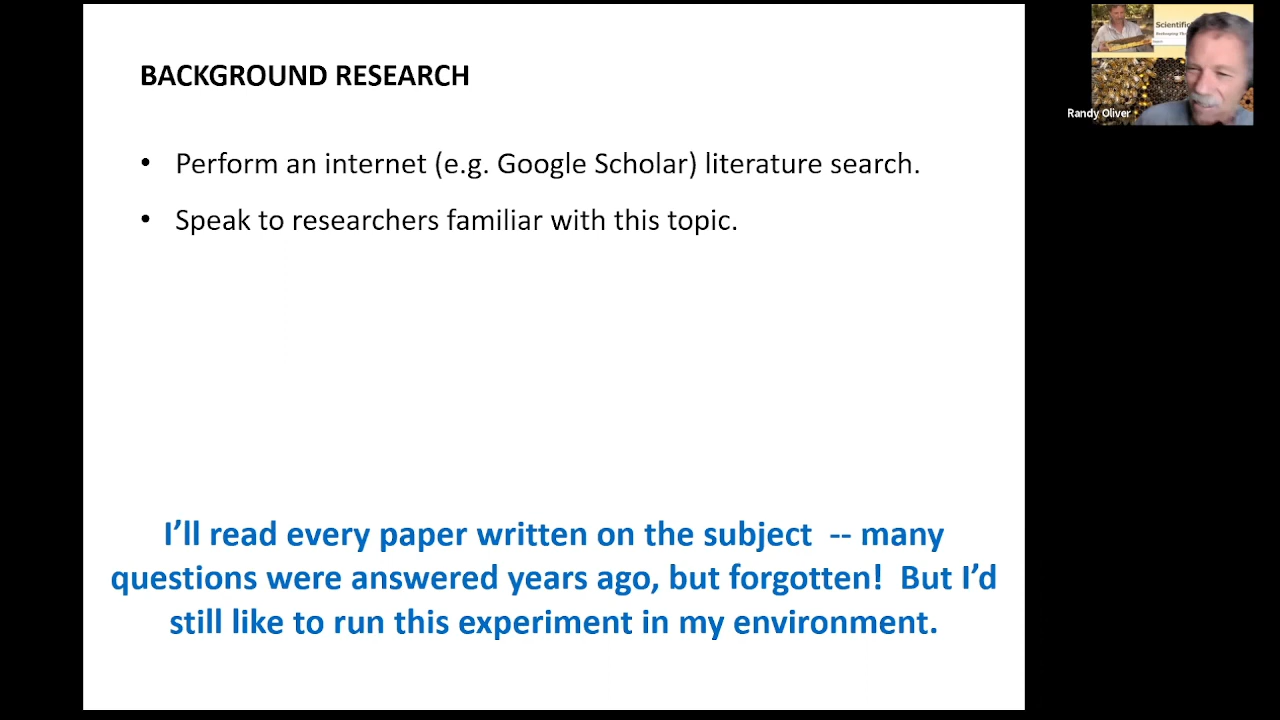 BACKGROUND RESEARCH
• Perform an internet (e.g. Google Scholar) literature search.
• Speak to researchers familiar with this topic.
I’ll read every paper written on the subject -- many
questions were answered years ago, but forgotten! But I’d
still like to run this experiment in my environment.
Scientific
Randy Oliver